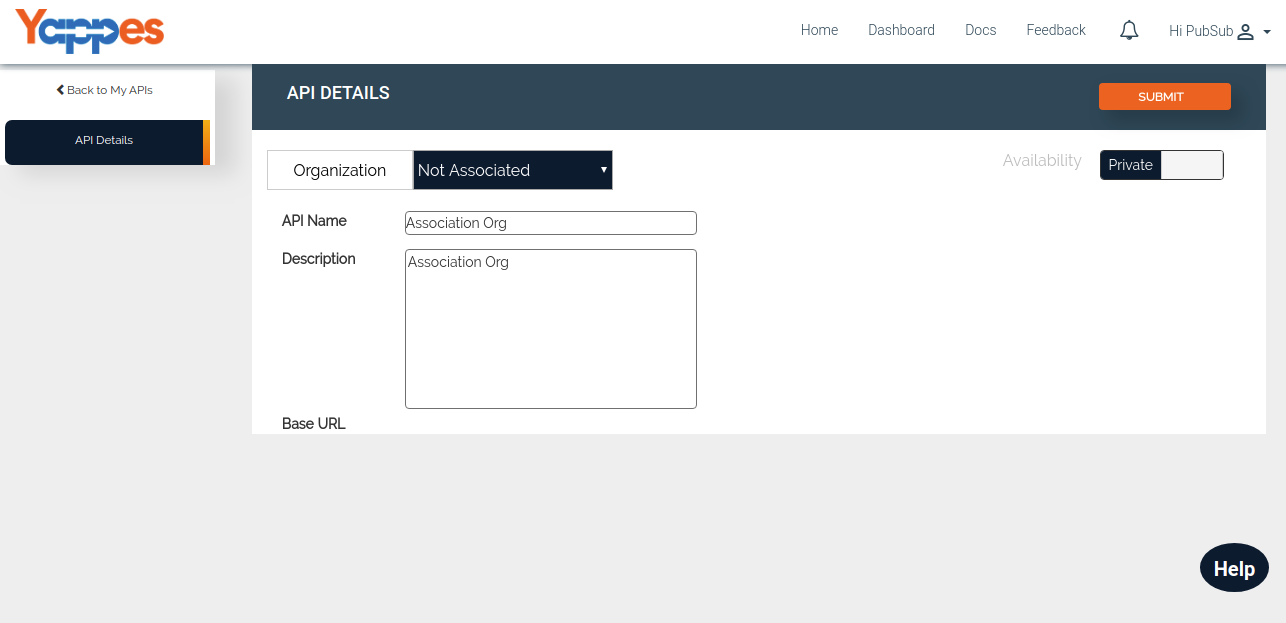 Yappes
Home Dashboard Docs Feedback Hi PubSub
Back to My APIs
API Details
API DETAILS
SUBMIT
Organization Not Associated
Availability Private
API Name Association Org
Description Association Org
Base URL
Help